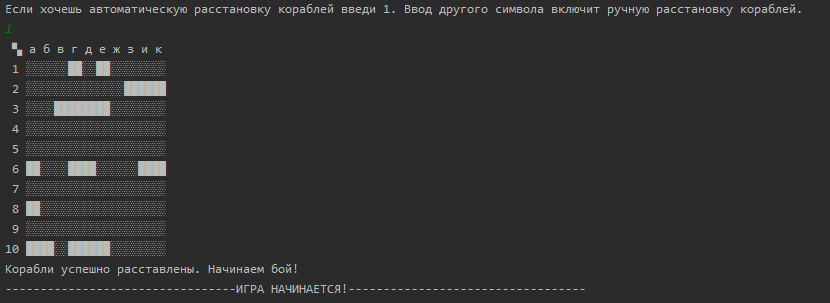 Если хочешь автоматическую расстановку кораблей введи 1. Ввод другого символа включит ручную расстановку кораблей.
1
а б в г д е ж з и к
1
2
3
4
5
6
7
8
9
10
Корабли успешно расставлены. Начинаем бой!
---------------------------------ИГРА НАЧИНАЕТСЯ!----------------------------------